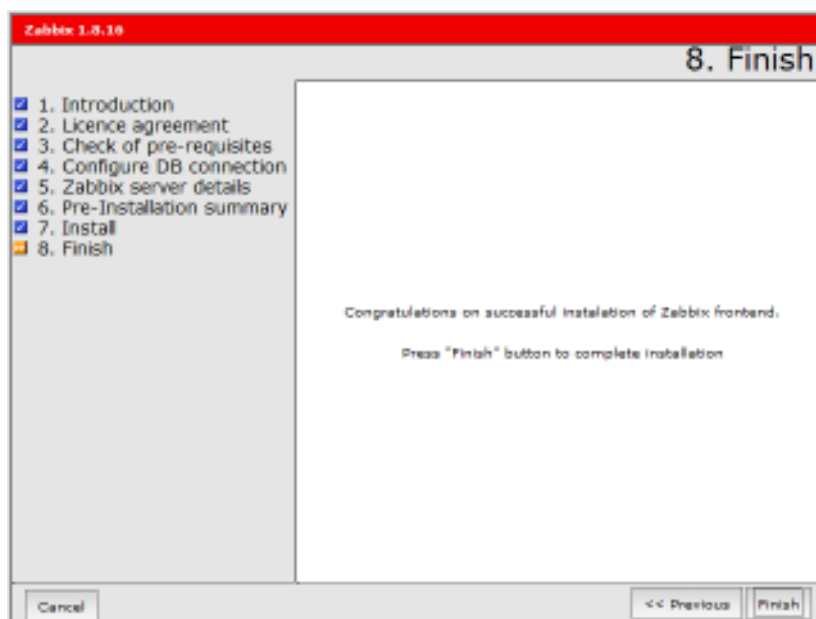 Zabbix 1.8.16
8. Finish
1. Introduction
2. Licence agreement
3. Check of pre-requisites
4. Configure DB connection
5. Zabbix server details
6. Pre-Installation summary
7. Install
8. Finish
Congratulations on successful instalation of Zabbix frontend.
Press "Finish" button to complete installation
Cancel
<< Previous
Finish